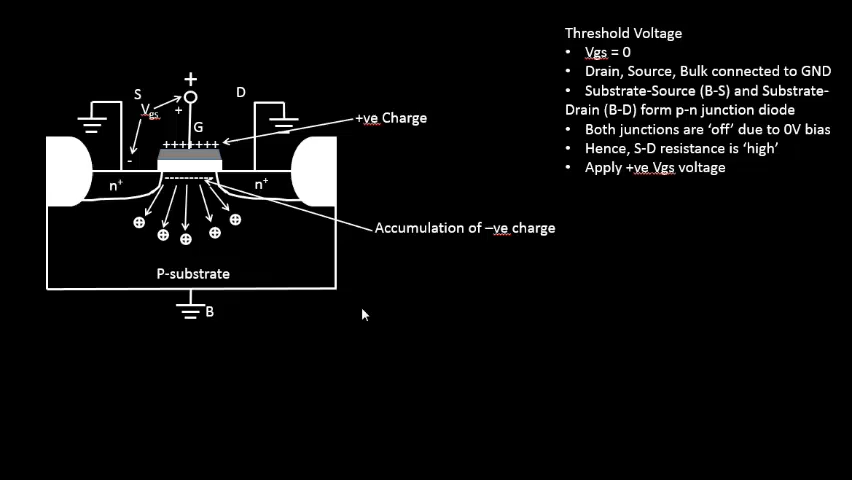 Threshold Voltage
• Vgs = 0
• Drain, Source, Bulk connected to GND
• Substrate-Source (B-S) and Substrate-
Drain (B-D) form p-n junction diode
• Both junctions are ‘off’ due to 0V bias
• Hence, S-D resistance is ‘high’
• Apply +ve Vgs voltage
+
S
D
Vgs
+
G
+ve Charge
+++++++
-
n+
n+
Accumulation of –ve charge
P-substrate
B